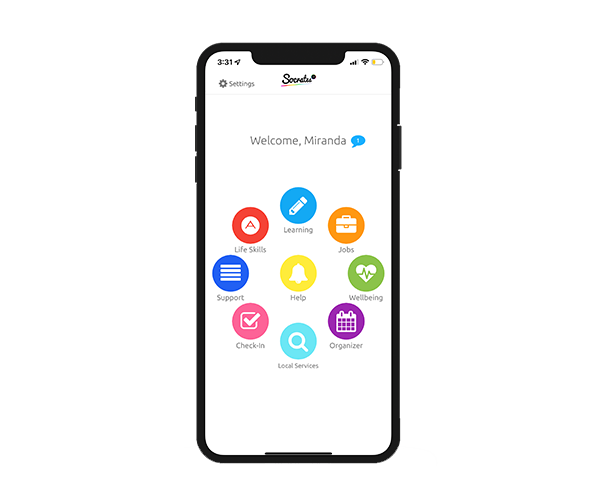 3:31
Settings
Socrates
Welcome, Miranda
1
Learning
Life Skills
Jobs
Support
Help
Wellbeing
Check-In
Organizer
Local Services